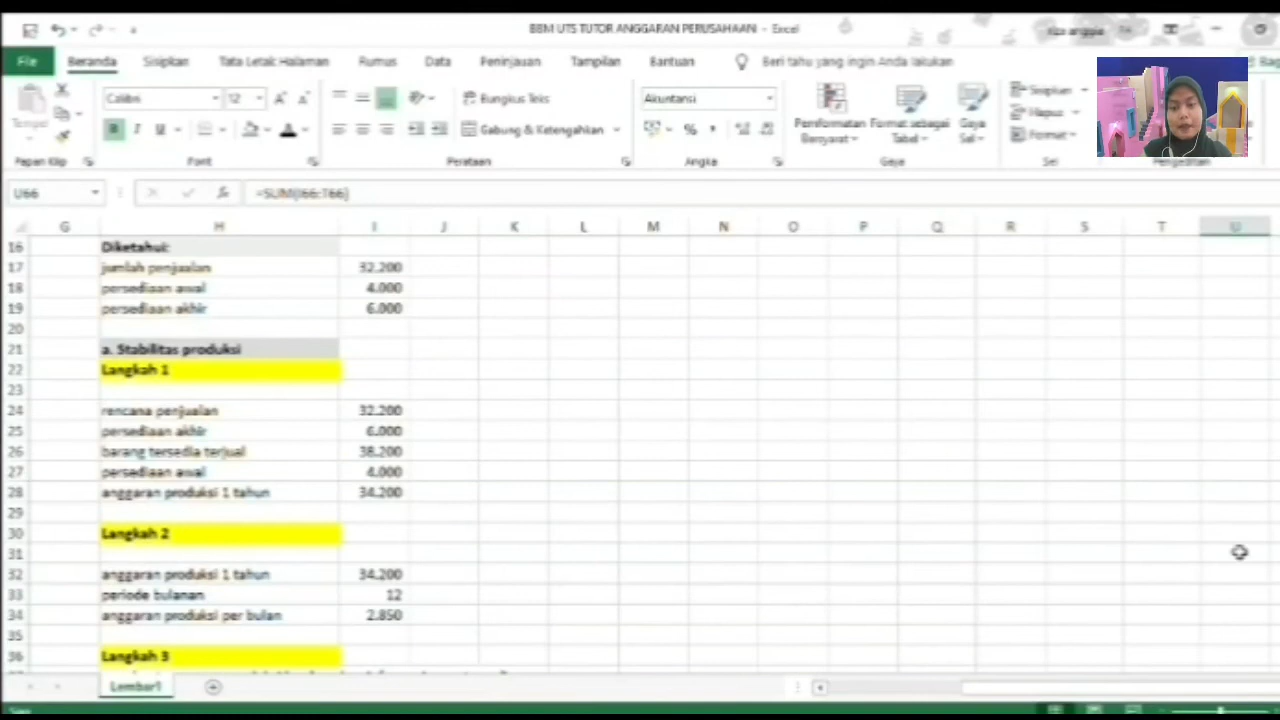 BBM UTS TUTOR ANGGARAN PERUSAHAAN - Excel
File Beranda Sisipkan Tata Letak Halaman Rumus Data Peninjauan Tampilan Bantuan Beri tahu yang ingin Anda lakukan
Calibri 12 Bungkus Teks Akuntansi Sisipkan
Tempel B Gabung & Ketengahkan % Pemformatan Bersyarat Format sebagai Tabel Gaya Sel Hapus
Format
Papan Klip Font Perataan Angka Gaya Sel Pengeditan
U66 fx =SUM(I66:T66)
G H I J K L M N O P Q R S T U
16 Diketahui:
17 jumlah penjualan 32.200
18 persediaan awal 4.000
19 persediaan akhir 6.000
20
21 a. Stabilitas produksi
22 Langkah 1
23
24 rencana penjualan 32.200
25 persediaan akhir 6.000
26 barang tersedia terjual 38.200
27 persediaan awal 4.000
28 anggaran produksi 1 tahun 34.200
29
30 Langkah 2
31
32 anggaran produksi 1 tahun 34.200
33 periode bulanan 12
34 anggaran produksi per bulan 2.850
35
36 Langkah 3
Lembar1